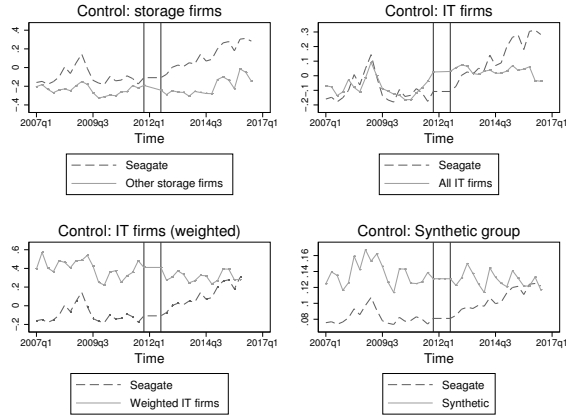 Control: storage firms
.4
.2
0
-.2
-.4
2007q1
2009q3
2012q1
2014q3
2017q1
Time
Seagate
Other storage firms
Control: IT firms
.3
.2
.1
0
-.2-.1
2007q1
2009q3
2012q1
2014q3
2017q1
Time
Seagate
All IT firms
Control: IT firms (weighted)
.6
.4
.2
0
-.2
2007q1
2009q3
2012q1
2014q3
2017q1
Time
Seagate
Weighted IT firms
Control: Synthetic group
.08 .1 .12 .14 .16
2007q1
2009q3
2012q1
2014q3
2017q1
Time
Seagate
Synthetic